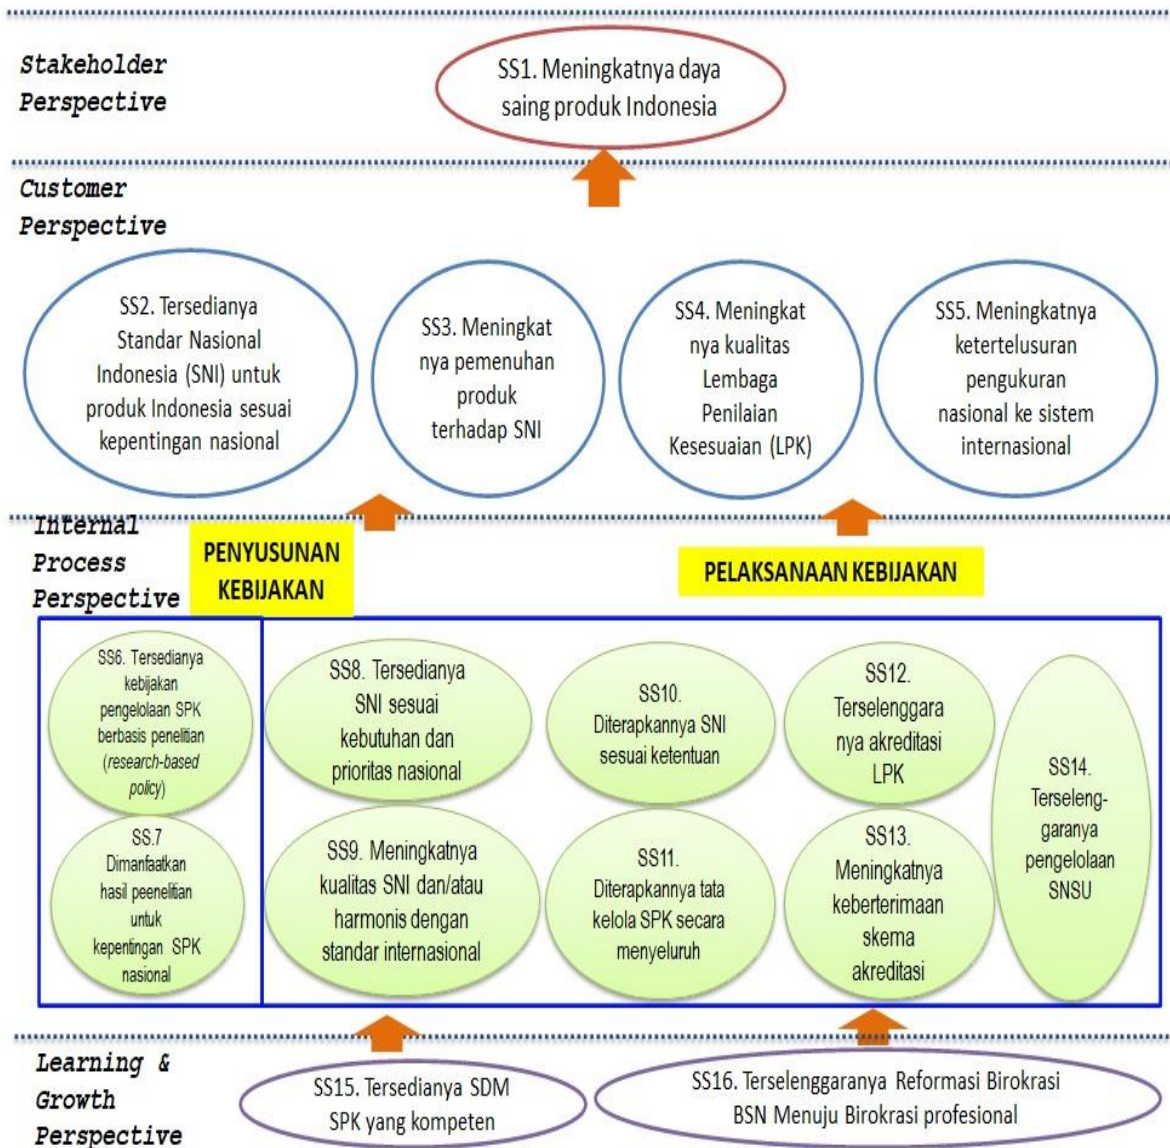 Stakeholder
Perspective
SS1. Meningkatnya daya
saing produk Indonesia
Customer
Perspective
SS2. Tersedianya
Standar Nasional
Indonesia (SNI) untuk
produk Indonesia sesuai
kepentingan nasional
SS3. Meningkat
nya pemenuhan
produk
terhadap SNI
SS4. Meningkat
nya kualitas
Lembaga
Penilaian
Kesesuaian (LPK)
SS5. Meningkatnya
ketertelusuran
pengukuran
nasional ke sistem
internasional
Internal
Process
Perspective
PENYUSUNAN
KEBIJAKAN
PELAKSANAAN KEBIJAKAN
SS6. Tersedianya
kebijakan
pengelolaan SPK
berbasis penelitian
(research-based
policy)
SS.7
Dimanfaatkan
hasil peenelitian
untuk
kepentingan SPK
nasional
SS8. Tersedianya
SNI sesuai
kebutuhan dan
prioritas nasional
SS9. Meningkatnya
kualitas SNI dan/atau
harmonis dengan
standar internasional
SS10.
Diterapkannya SNI
sesuai ketentuan
SS11.
Diterapkannya tata
kelola SPK secara
menyeluruh
SS12.
Terselenggara
nya akreditasi
LPK
SS13.
Meningkatnya
keberterimaan
skema
akreditasi
SS14.
Terseleng-
garanya
pengelolaan
SNSU
Learning &
Growth
Perspective
SS15. Tersedianya SDM
SPK yang kompeten
SS16. Terselenggaranya Reformasi Birokrasi
BSN Menuju Birokrasi profesional